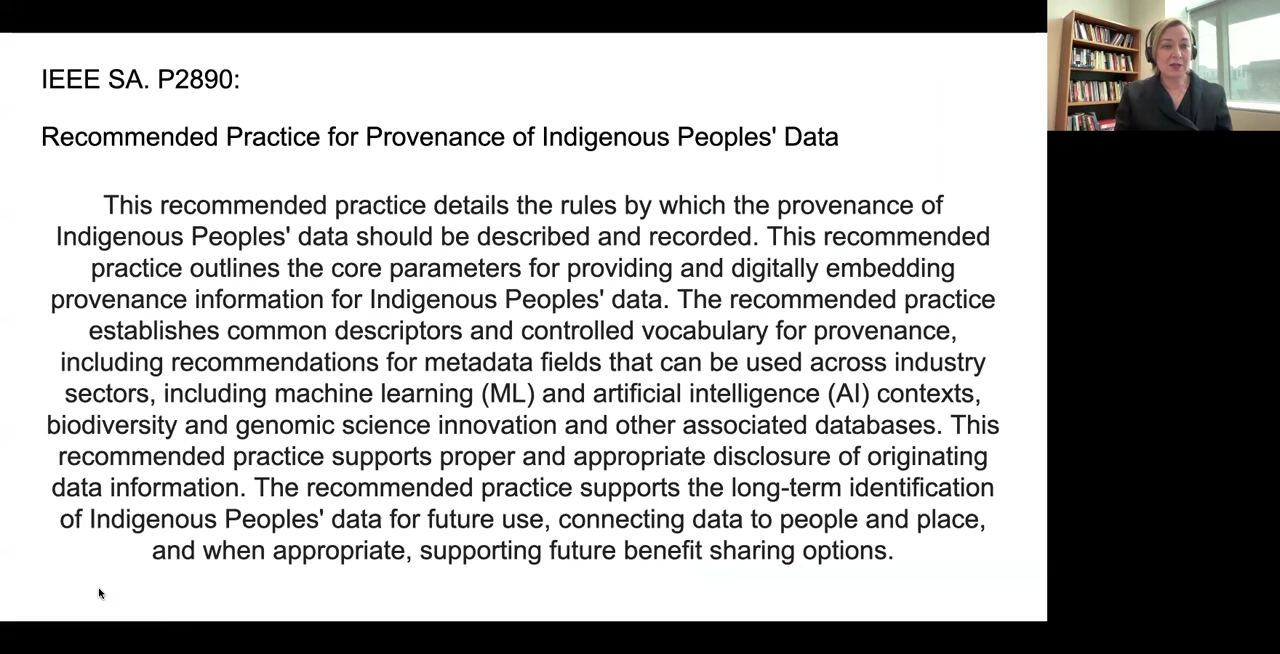 IEEE SA. P2890:
Recommended Practice for Provenance of Indigenous Peoples' Data
This recommended practice details the rules by which the provenance of
Indigenous Peoples' data should be described and recorded. This recommended
practice outlines the core parameters for providing and digitally embedding
provenance information for Indigenous Peoples' data. The recommended practice
establishes common descriptors and controlled vocabulary for provenance,
including recommendations for metadata fields that can be used across industry
sectors, including machine learning (ML) and artificial intelligence (AI) contexts,
biodiversity and genomic science innovation and other associated databases. This
recommended practice supports proper and appropriate disclosure of originating
data information. The recommended practice supports the long-term identification
of Indigenous Peoples' data for future use, connecting data to people and place,
and when appropriate, supporting future benefit sharing options.